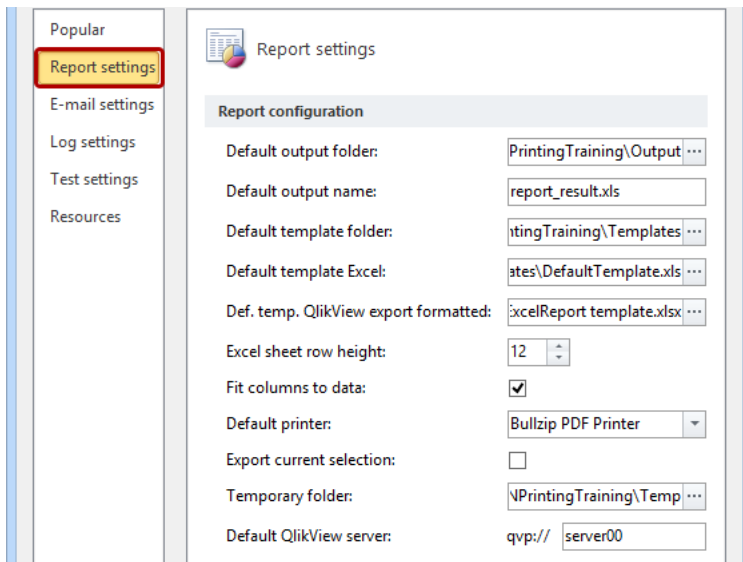 Popular
Report settings
E-mail settings
Log settings
Test settings
Resources
Report settings
Report configuration
Default output folder: PrintingTraining\Output ...
Default output name: report_result.xls
Default template folder: ntingTraining\Templates ...
Default template Excel: ates\DefaultTemplate.xls ...
Def. temp. QlikView export formatted: ExcelReport template.xlsx ...
Excel sheet row height: 12
Fit columns to data:
Default printer: Bullzip PDF Printer
Export current selection:
Temporary folder: NPrintingTraining\Temp ...
Default QlikView server: qvp:// server00